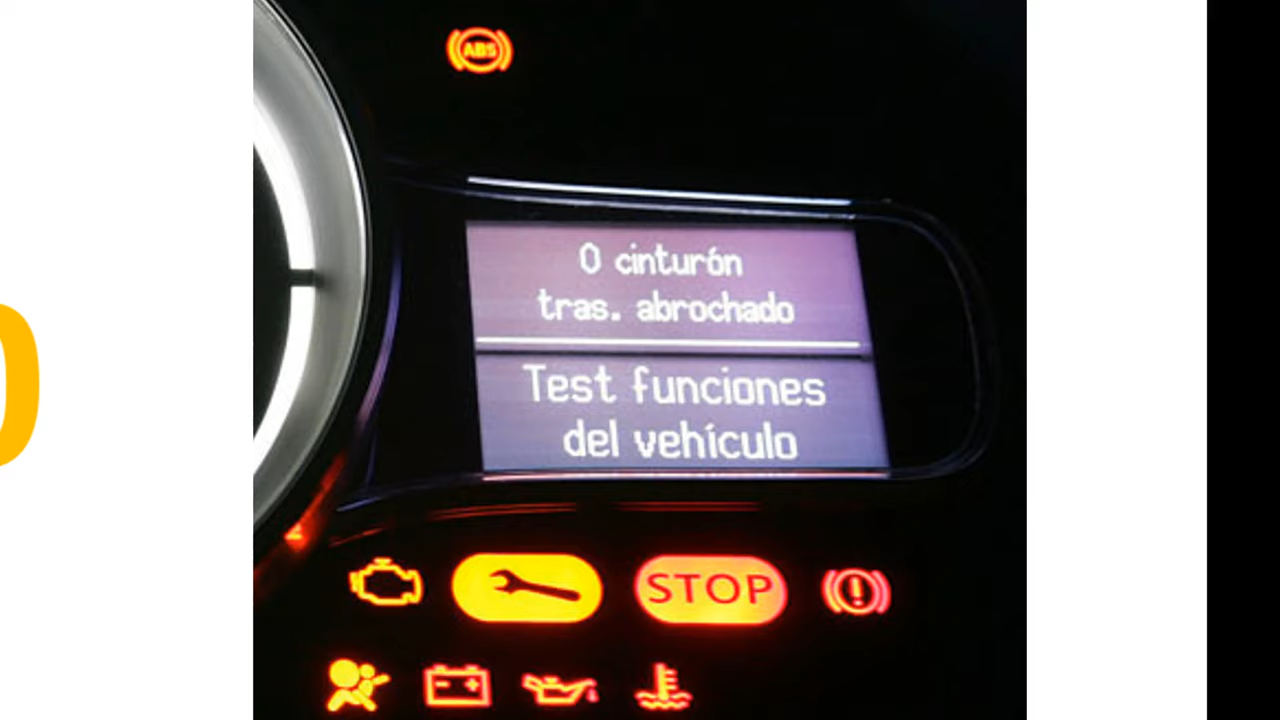 ABS
0 cinturón
tras. abrochado
Test funciones
del vehículo
STOP